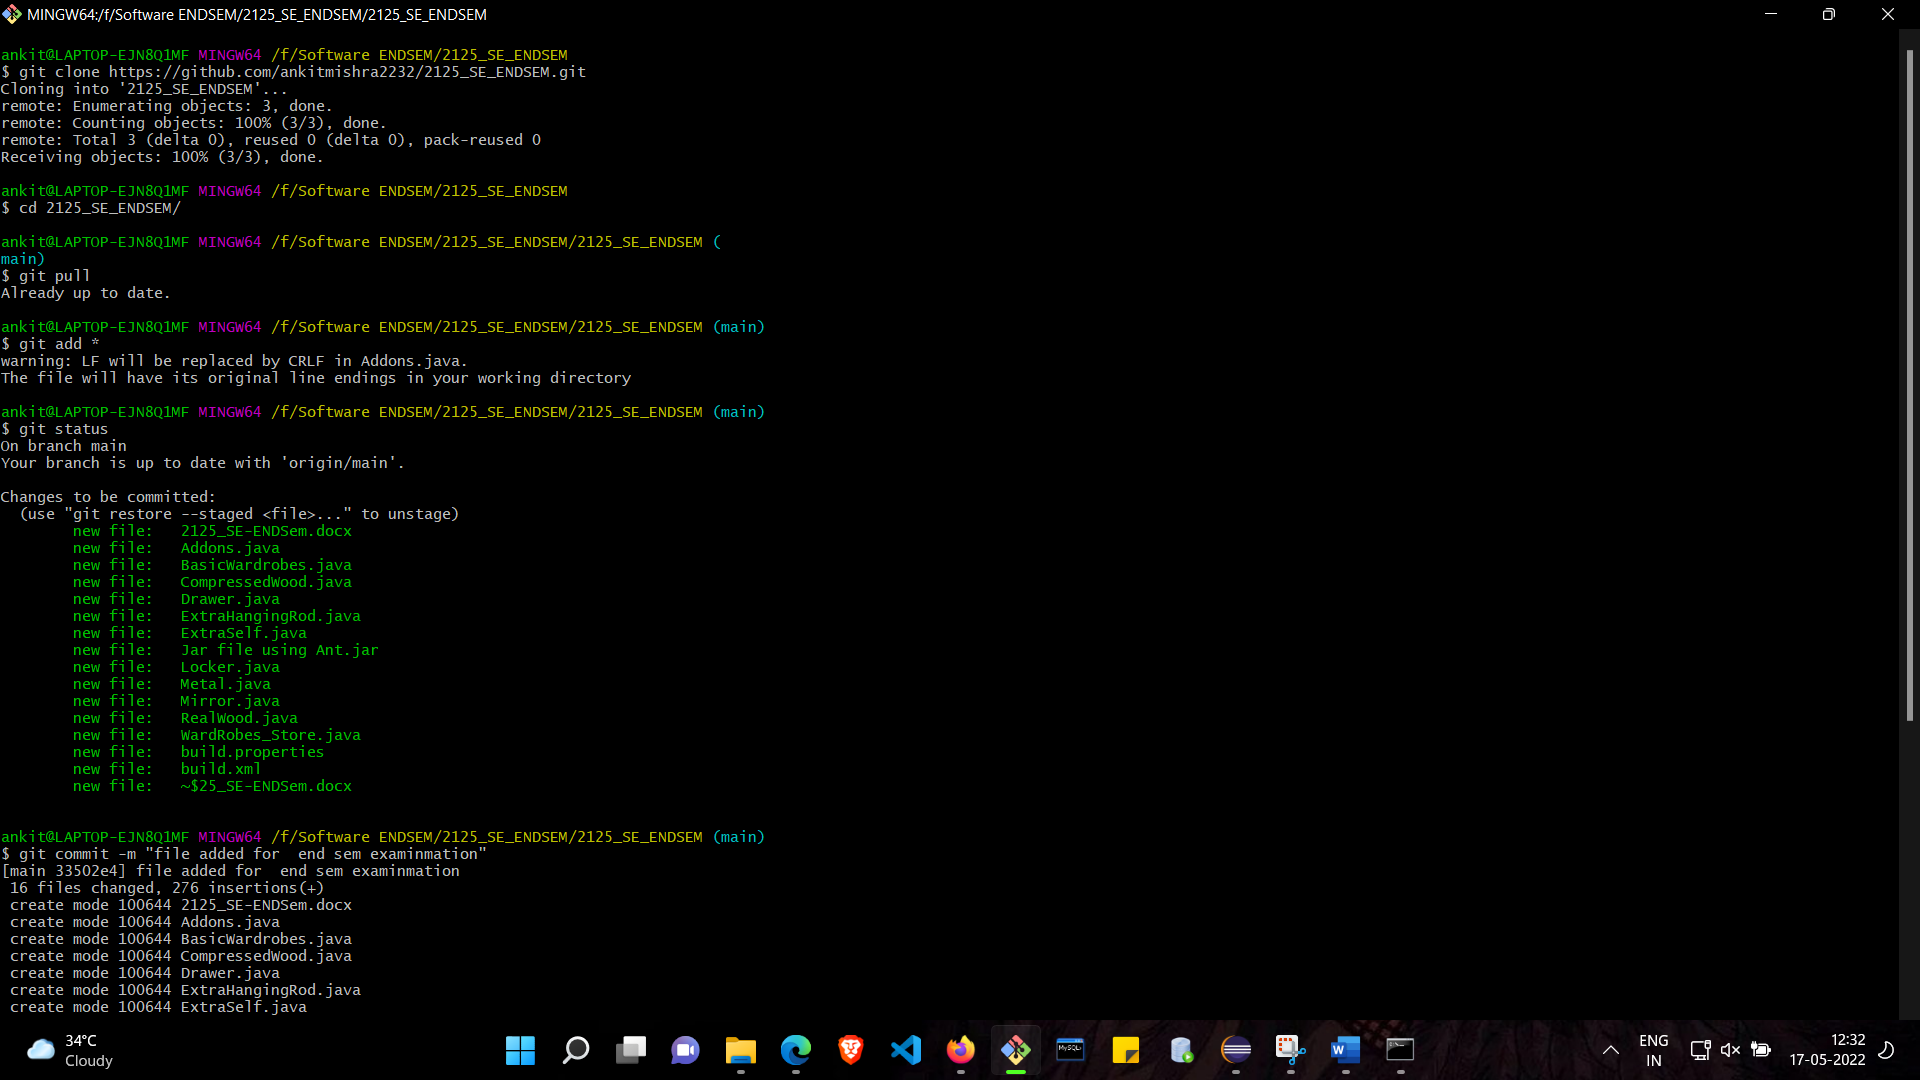 MINGW64:/f/Software ENDSEM/2125_SE_ENDSEM/2125_SE_ENDSEM
ankit@LAPTOP-EJN8Q1MF MINGW64 /f/Software ENDSEM/2125_SE_ENDSEM
$ git clone https://github.com/ankitmishra2232/2125_SE_ENDSEM.git
Cloning into '2125_SE_ENDSEM'...
remote: Enumerating objects: 3, done.
remote: Counting objects: 100% (3/3), done.
remote: Total 3 (delta 0), reused 0 (delta 0), pack-reused 0
Receiving objects: 100% (3/3), done.
ankit@LAPTOP-EJN8Q1MF MINGW64 /f/Software ENDSEM/2125_SE_ENDSEM
$ cd 2125_SE_ENDSEM/
ankit@LAPTOP-EJN8Q1MF MINGW64 /f/Software ENDSEM/2125_SE_ENDSEM/2125_SE_ENDSEM (
main)
$ git pull
Already up to date.
ankit@LAPTOP-EJN8Q1MF MINGW64 /f/Software ENDSEM/2125_SE_ENDSEM/2125_SE_ENDSEM (main)
$ git add *
warning: LF will be replaced by CRLF in Addons.java.
The file will have its original line endings in your working directory
ankit@LAPTOP-EJN8Q1MF MINGW64 /f/Software ENDSEM/2125_SE_ENDSEM/2125_SE_ENDSEM (main)
$ git status
On branch main
Your branch is up to date with 'origin/main'.
Changes to be committed:
(use "git restore --staged <file>..." to unstage)
new file: 2125_SE-ENDSem.docx
new file: Addons.java
new file: BasicWardrobes.java
new file: CompressedWood.java
new file: Drawer.java
new file: ExtraHangingRod.java
new file: ExtraSelf.java
new file: Jar file using Ant.jar
new file: Locker.java
new file: Metal.java
new file: Mirror.java
new file: RealWood.java
new file: WardRobes_Store.java
new file: build.properties
new file: build.xml
new file: ~$25_SE-ENDSem.docx
ankit@LAPTOP-EJN8Q1MF MINGW64 /f/Software ENDSEM/2125_SE_ENDSEM/2125_SE_ENDSEM (main)
$ git commit -m "file added for  end sem examinmation"
[main 33502e4] file added for  end sem examinmation
16 files changed, 276 insertions(+)
create mode 100644 2125_SE-ENDSem.docx
create mode 100644 Addons.java
create mode 100644 BasicWardrobes.java
create mode 100644 CompressedWood.java
create mode 100644 Drawer.java
create mode 100644 ExtraHangingRod.java
create mode 100644 ExtraSelf.java
34°C
Cloudy
MySQL
W
ENG
IN
12:32
17-05-2022